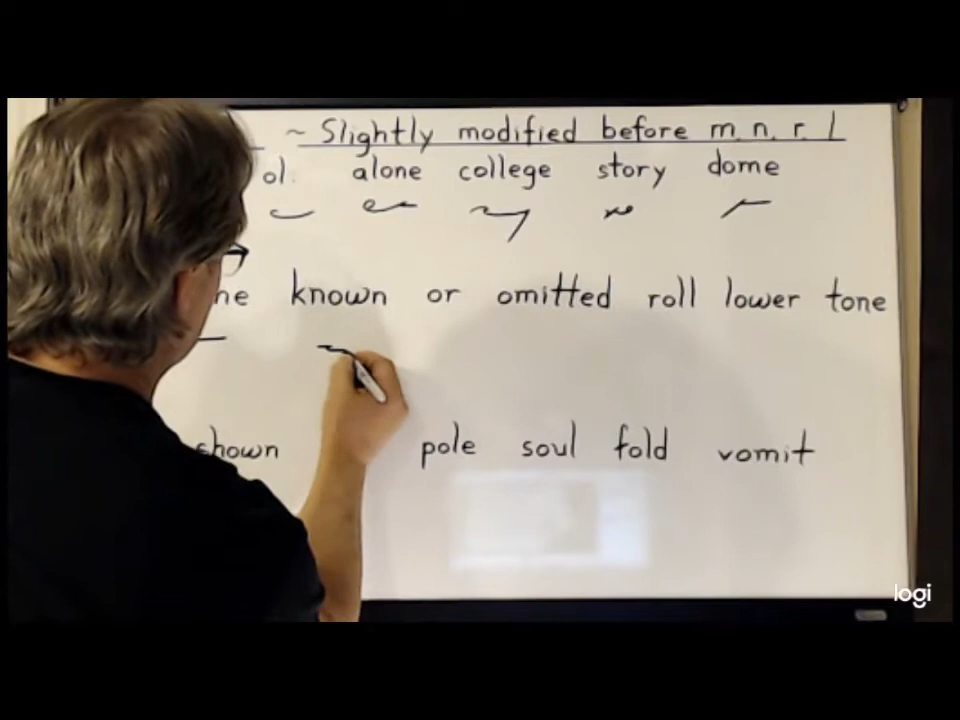 ~ Slightly modified before m. n. r. l
ol: alone college story dome
known or omitted roll lower tone
shown pole soul fold vomit
logi